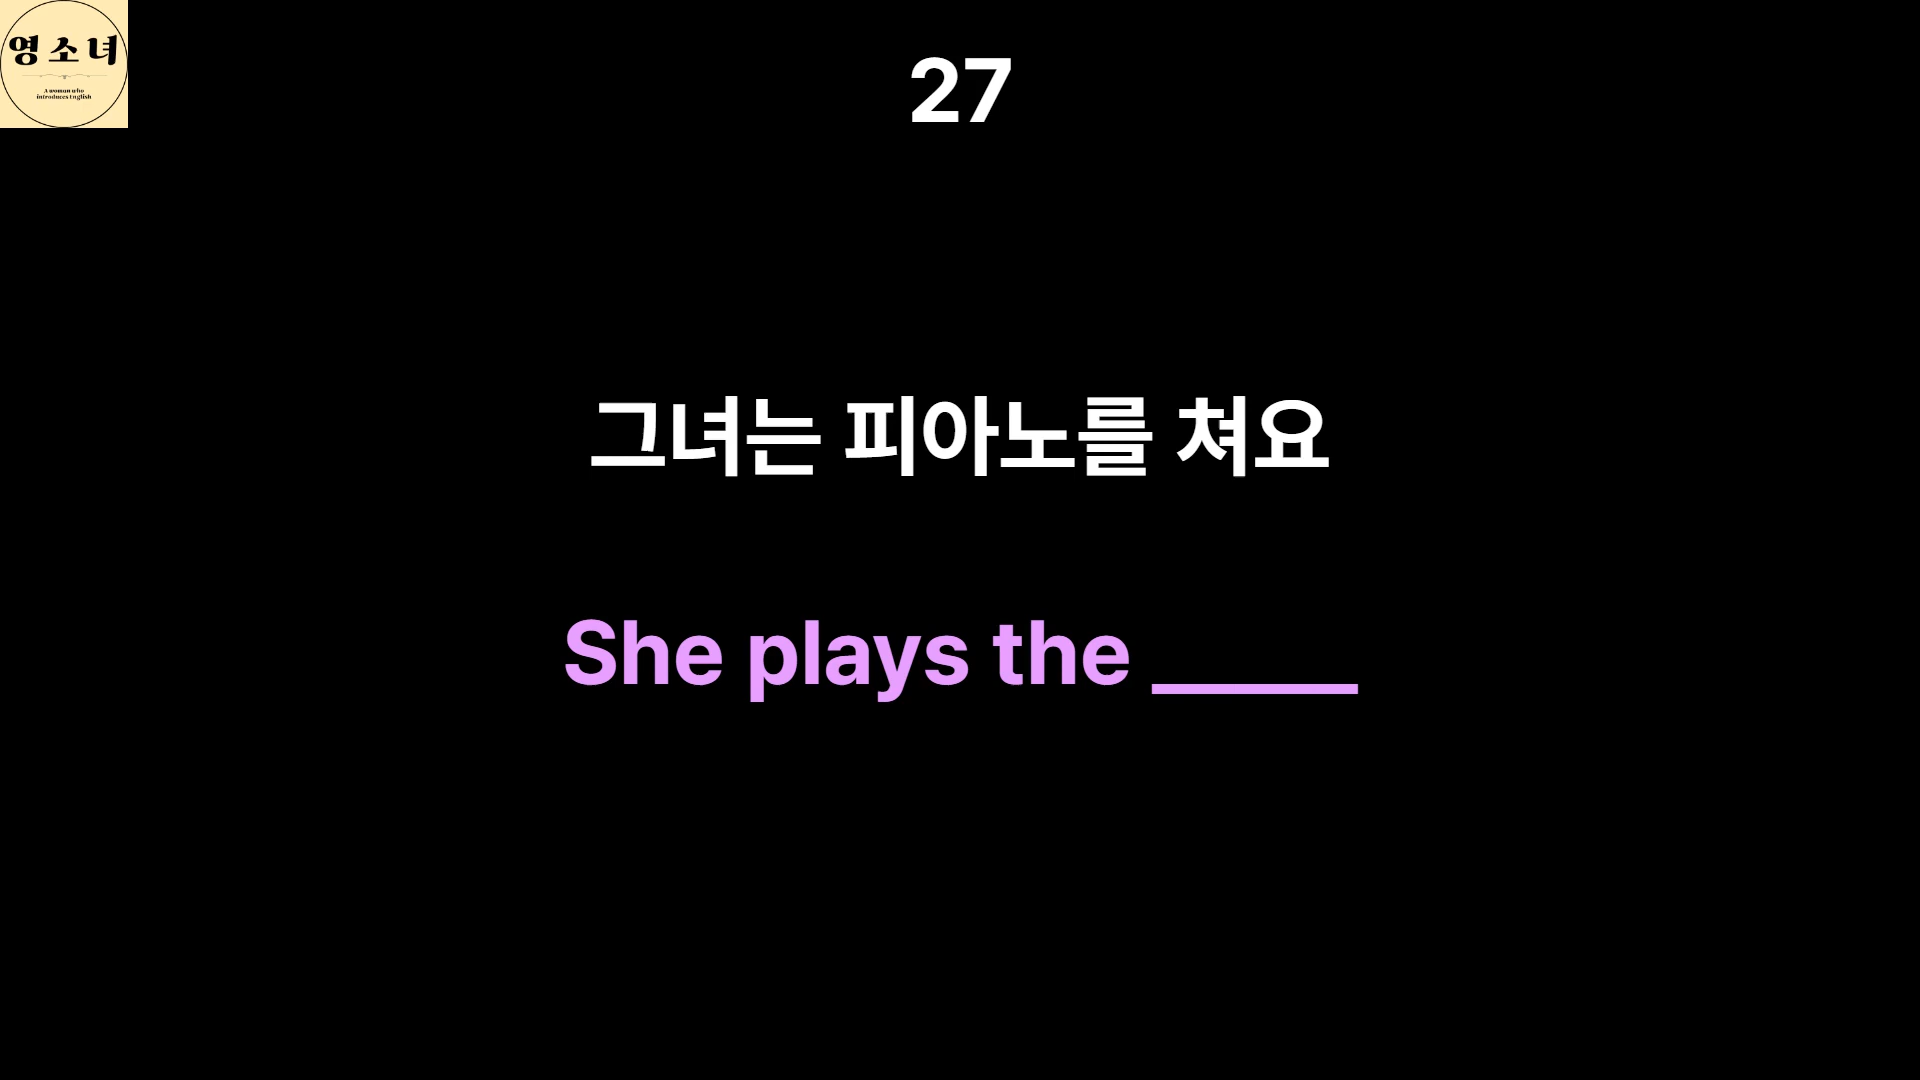 영소녀
A woman who
introduces English
27
그녀는 피아노를 쳐요
She plays the _____